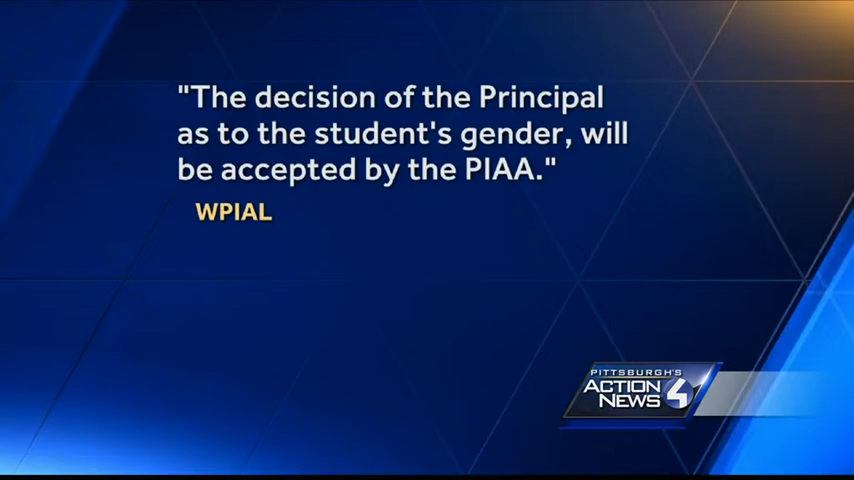 "The decision of the Principal
as to the student's gender, will
be accepted by the PIAA."
WPIAL
PITTSBURGH'S
ACTION
NEWS 4